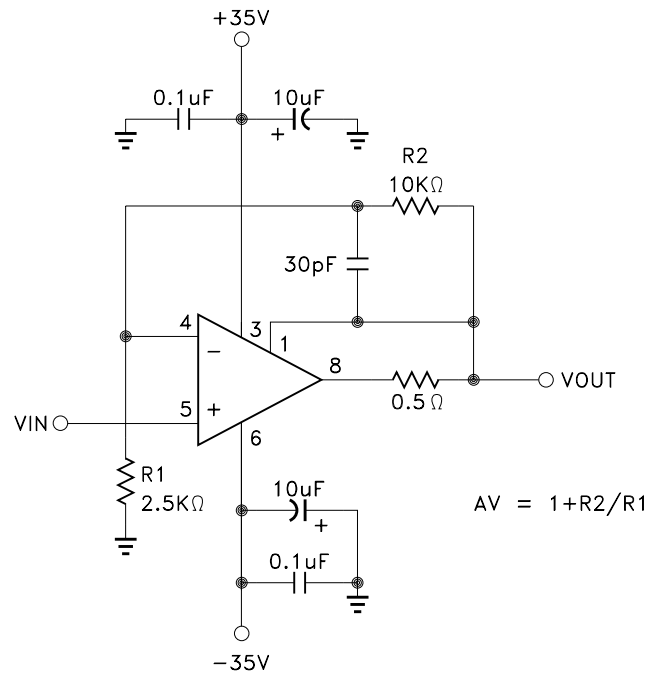 +35V
0.1uF
10uF
+
R2
10KΩ
30pF
4
3
1
−
8
VOUT
0.5Ω
5
+
VIN
6
R1
2.5KΩ
10uF
+
AV = 1+R2/R1
0.1uF
−35V